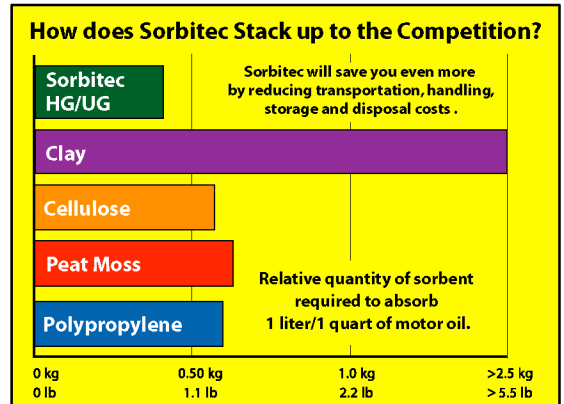 How does Sorbitec Stack up to the Competition?
Sorbitec
HG/UG
Sorbitec will save you even more
by reducing transportation, handling,
storage and disposal costs .
Clay
Cellulose
Peat Moss
Polypropylene
Relative quantity of sorbent
required to absorb
1 liter/1 quart of motor oil.
0 kg 0.50 kg 1.0 kg >2.5 kg
0 lb 1.1 lb 2.2 lb > 5.5 lb